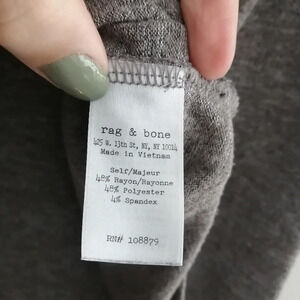 rag & bone
425 W. 13th St, NY, NY 10014
Made in Vietnam
Self/Majeur
48% Rayon/Rayonne
48% Polyester
4% Spandex
RN# 108879